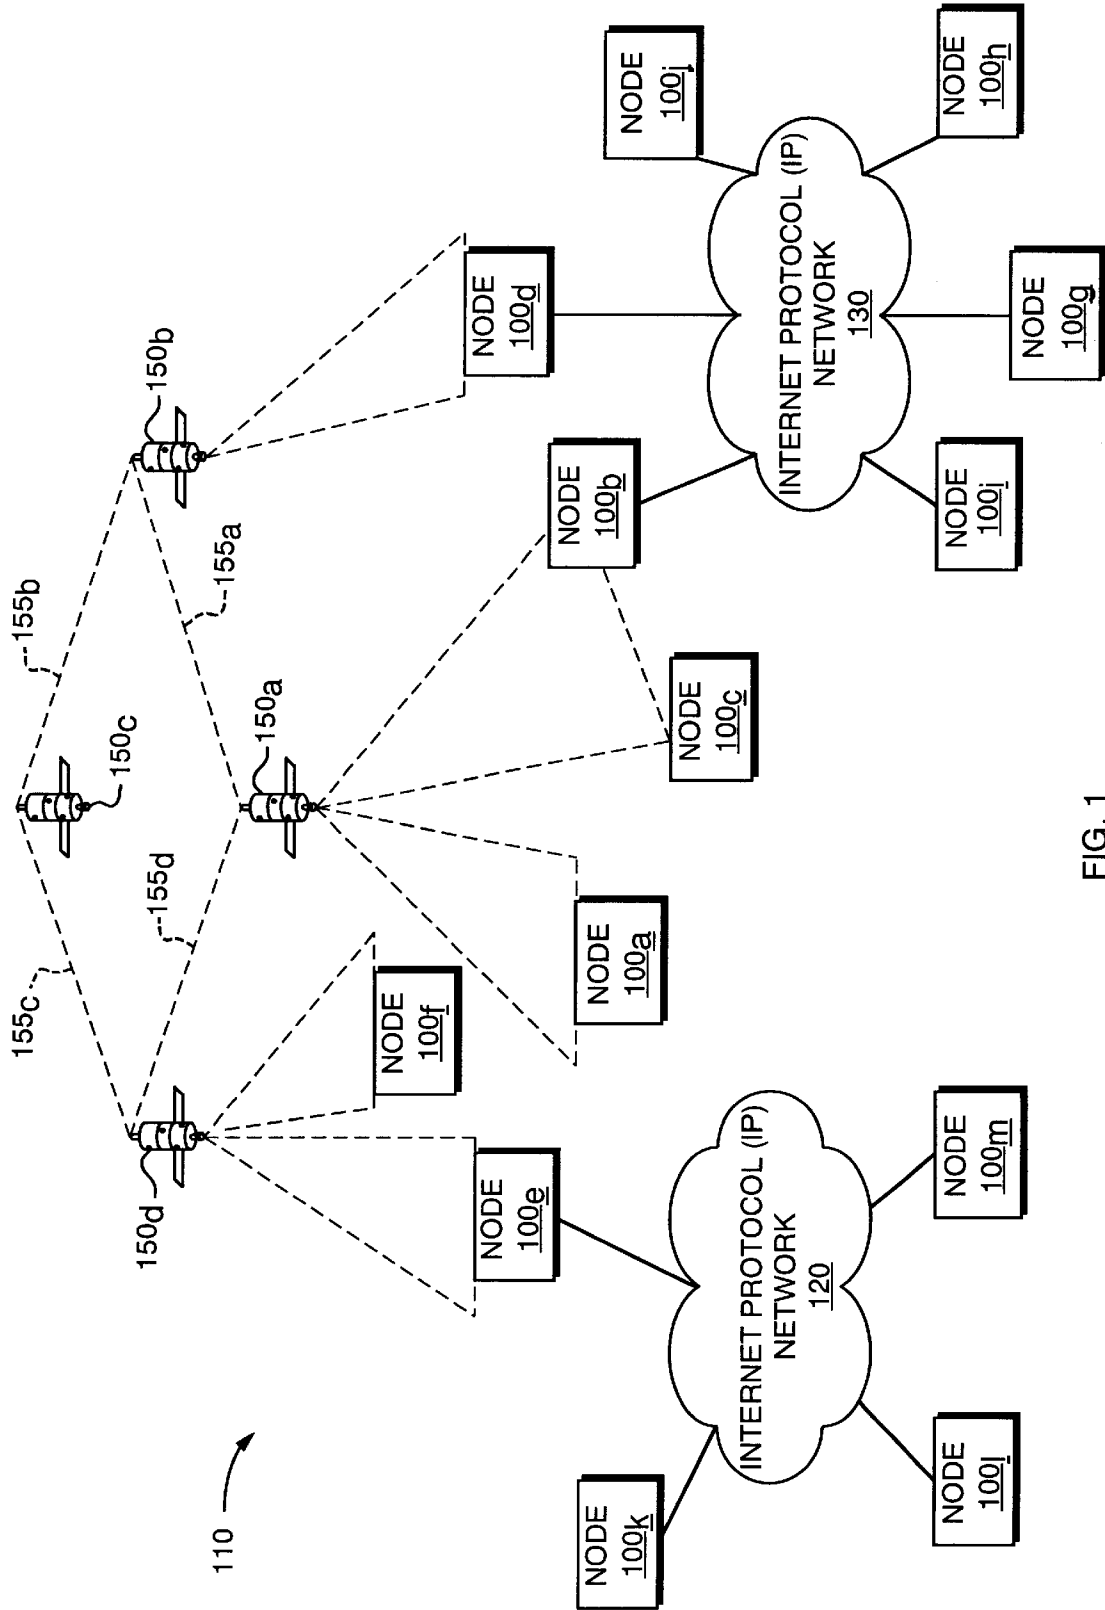 155c
155b
150c
150d
155d
150b
110
155a
150a
NODE
100f
NODE
100e
NODE
100d
NODE
100b
NODE
100k
NODE
100a
NODE
100j
NODE
100c
INTERNET PROTOCOL (IP)
NETWORK
120
INTERNET PROTOCOL (IP)
NETWORK
130
NODE
100l
NODE
100m
NODE
100i
NODE
100h
NODE
100g
FIG. 1